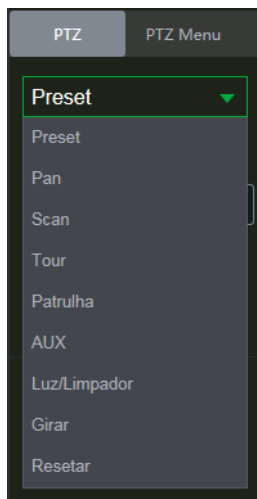 PTZ PTZ Menu
Preset
Preset
Pan
Scan
Tour
Patrulha
AUX
Luz/Limpador
Girar
Resetar